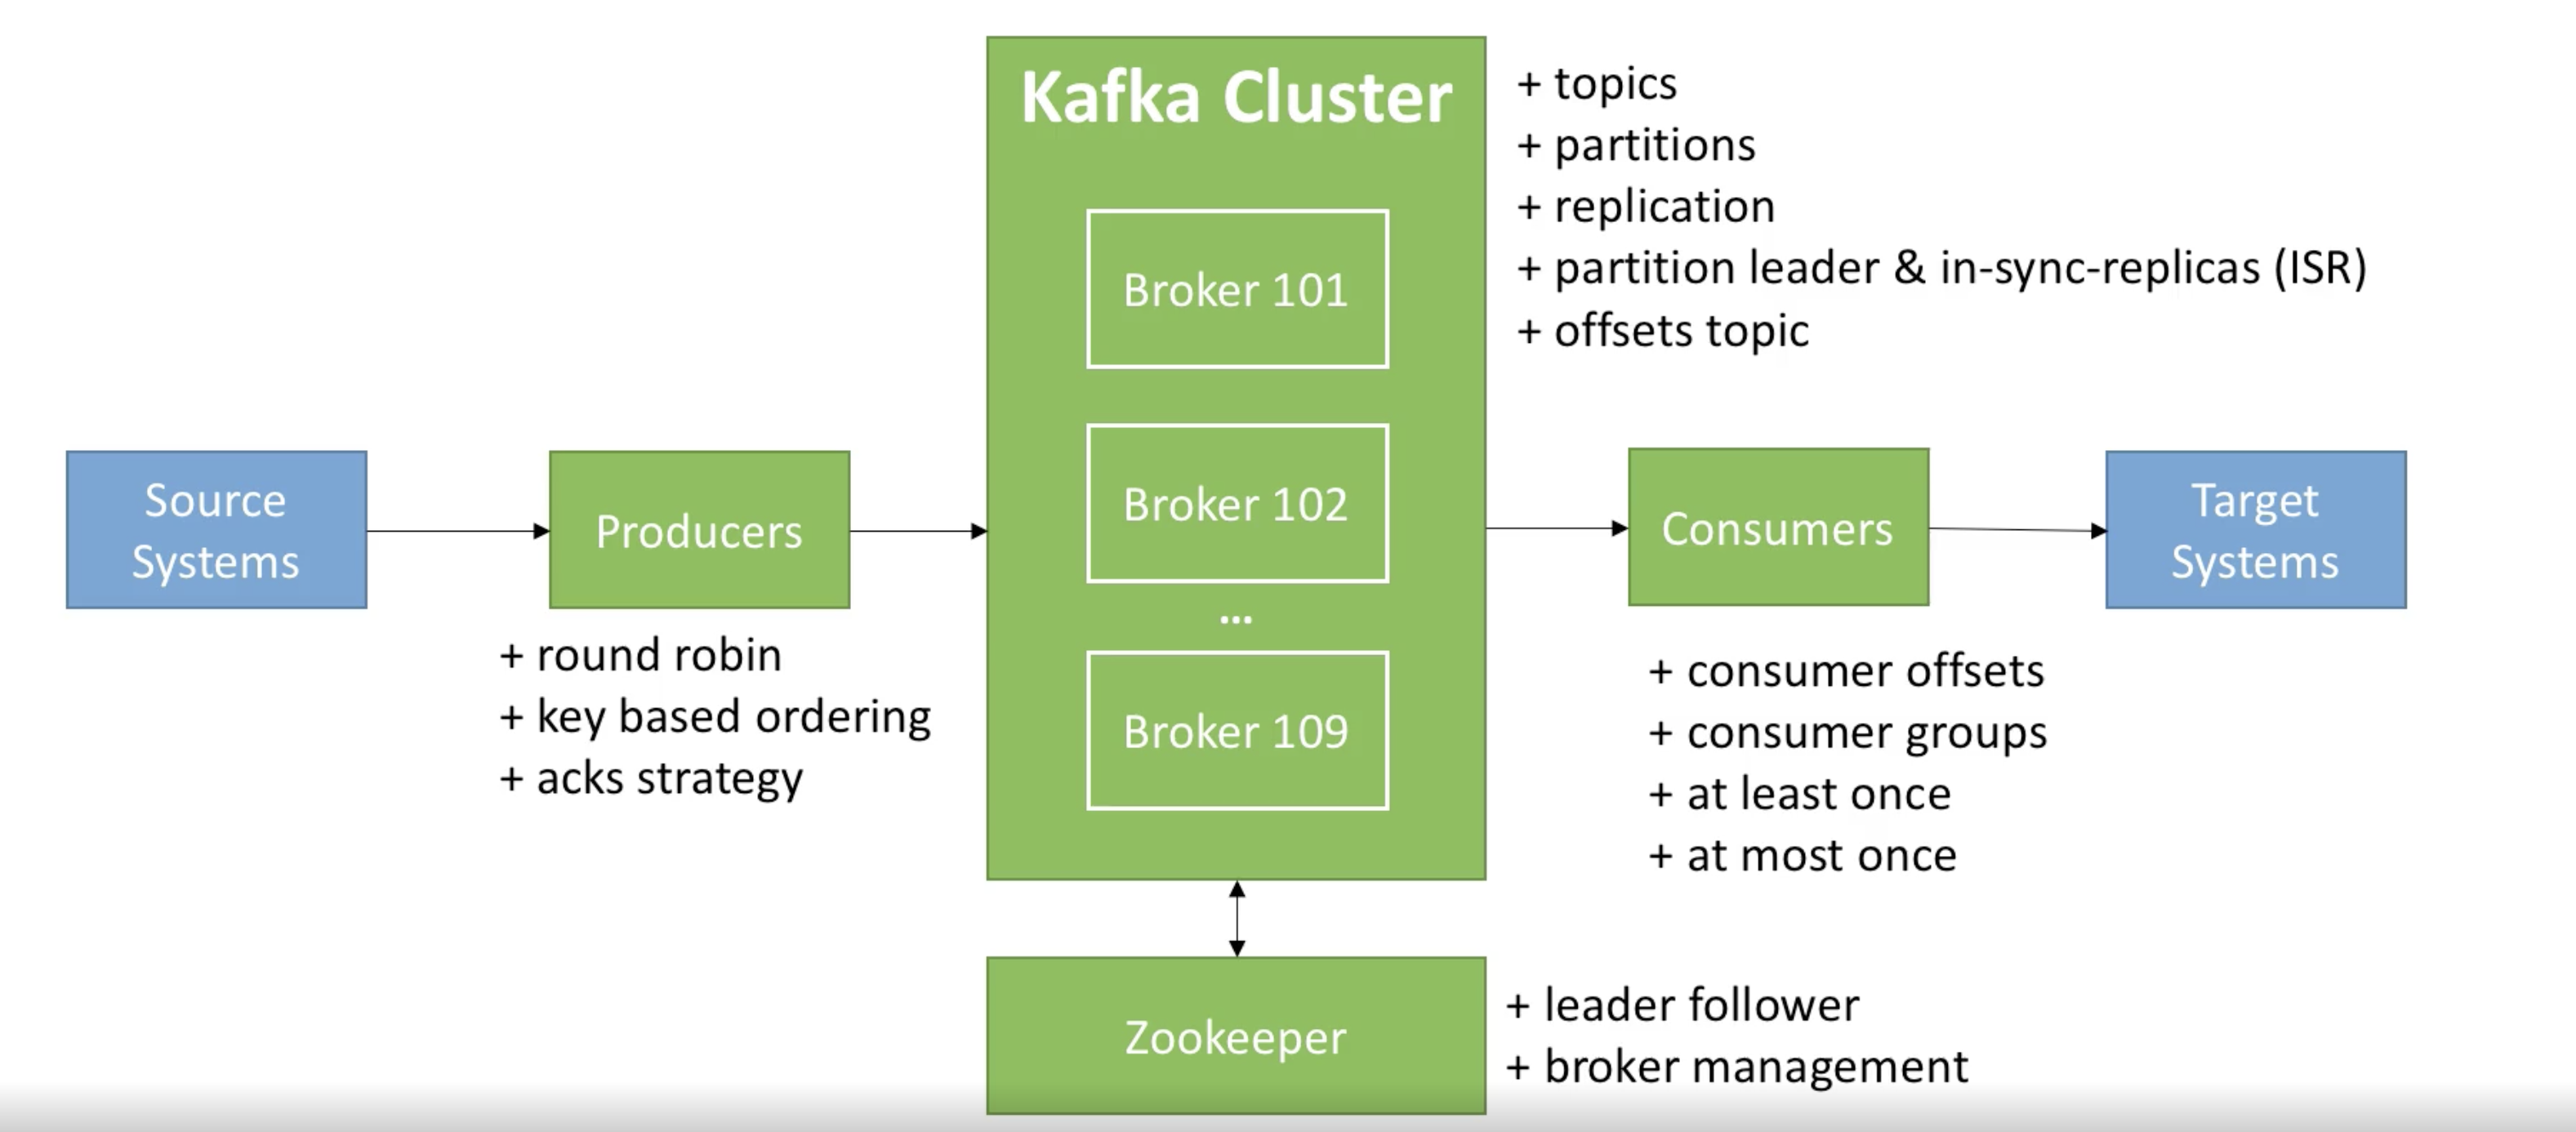 Kafka Cluster
Broker 101
Broker 102
...
Broker 109
+ topics
+ partitions
+ replication
+ partition leader & in-sync-replicas (ISR)
+ offsets topic
Source
Systems
Producers
+ round robin
+ key based ordering
+ acks strategy
Consumers
+ consumer offsets
+ consumer groups
+ at least once
+ at most once
Target
Systems
Zookeeper
+ leader follower
+ broker management